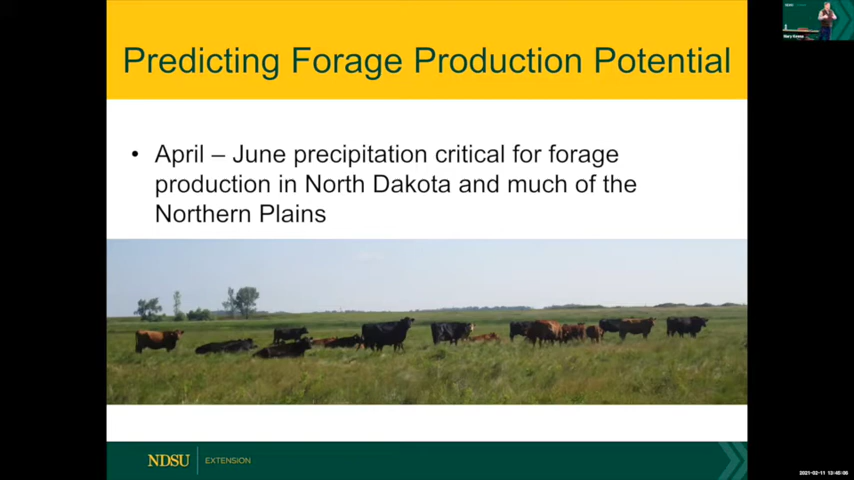 Predicting Forage Production Potential
• April – June precipitation critical for forage
production in North Dakota and much of the
Northern Plains
NDSU
EXTENSION
2021-02-11 13:45:06